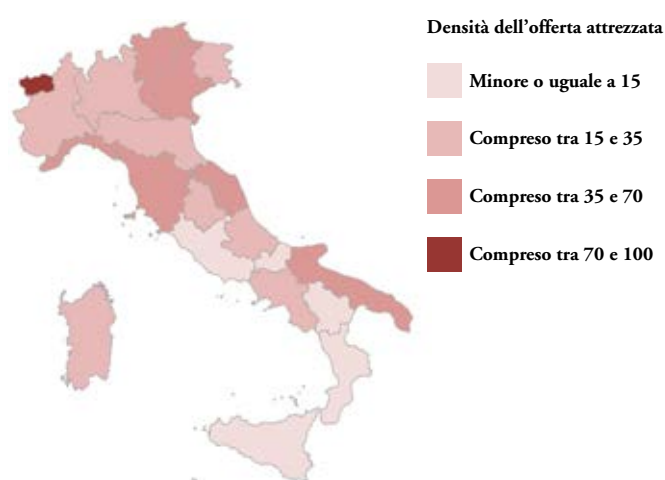 Densità dell'offerta attrezzata
Minore o uguale a 15
Compreso tra 15 e 35
Compreso tra 35 e 70
Compreso tra 70 e 100